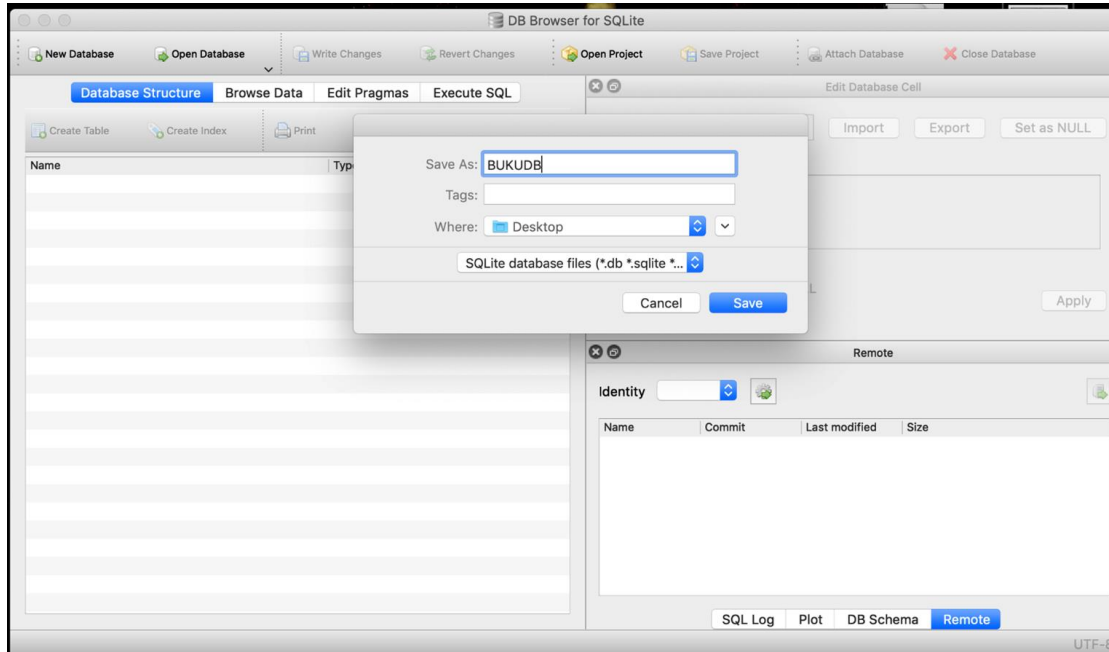 DB Browser for SQLite
New Database Open Database Write Changes Revert Changes Open Project Save Project Attach Database Close Database
Database Structure Browse Data Edit Pragmas Execute SQL
Edit Database Cell
Create Table Create Index Print
Import Export Set as NULL
Name
Save As: BUKUDB
Tags:
Where: Desktop
SQLite database files (*.db *.sqlite *...
Cancel Save
Apply
Remote
Identity
Name Commit Last modified Size
SQL Log Plot DB Schema Remote